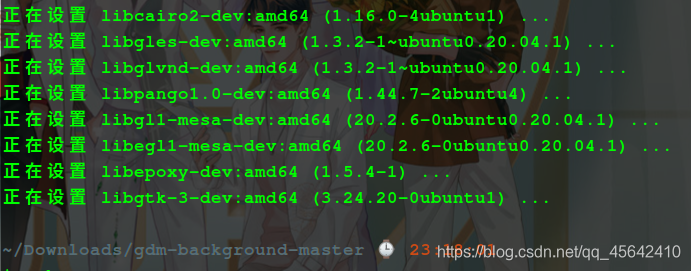 正在设置 libcairo2-dev:amd64 (1.16.0-4ubuntu1) ...
正在设置 libgles-dev:amd64 (1.3.2-1~ubuntu0.20.04.1) ...
正在设置 libglvnd-dev:amd64 (1.3.2-1~ubuntu0.20.04.1) ...
正在设置 libpango1.0-dev:amd64 (1.44.7-2ubuntu4) ...
正在设置 libgl1-mesa-dev:amd64 (20.2.6-0ubuntu0.20.04.1) ...
正在设置 libegl1-mesa-dev:amd64 (20.2.6-0ubuntu0.20.04.1) ...
正在设置 libepoxy-dev:amd64 (1.5.4-1) ...
正在设置 libgtk-3-dev:amd64 (3.24.20-0ubuntu1) ...
~/Downloads/gdm-background-master
https://blog.csdn.net/qq_45642410